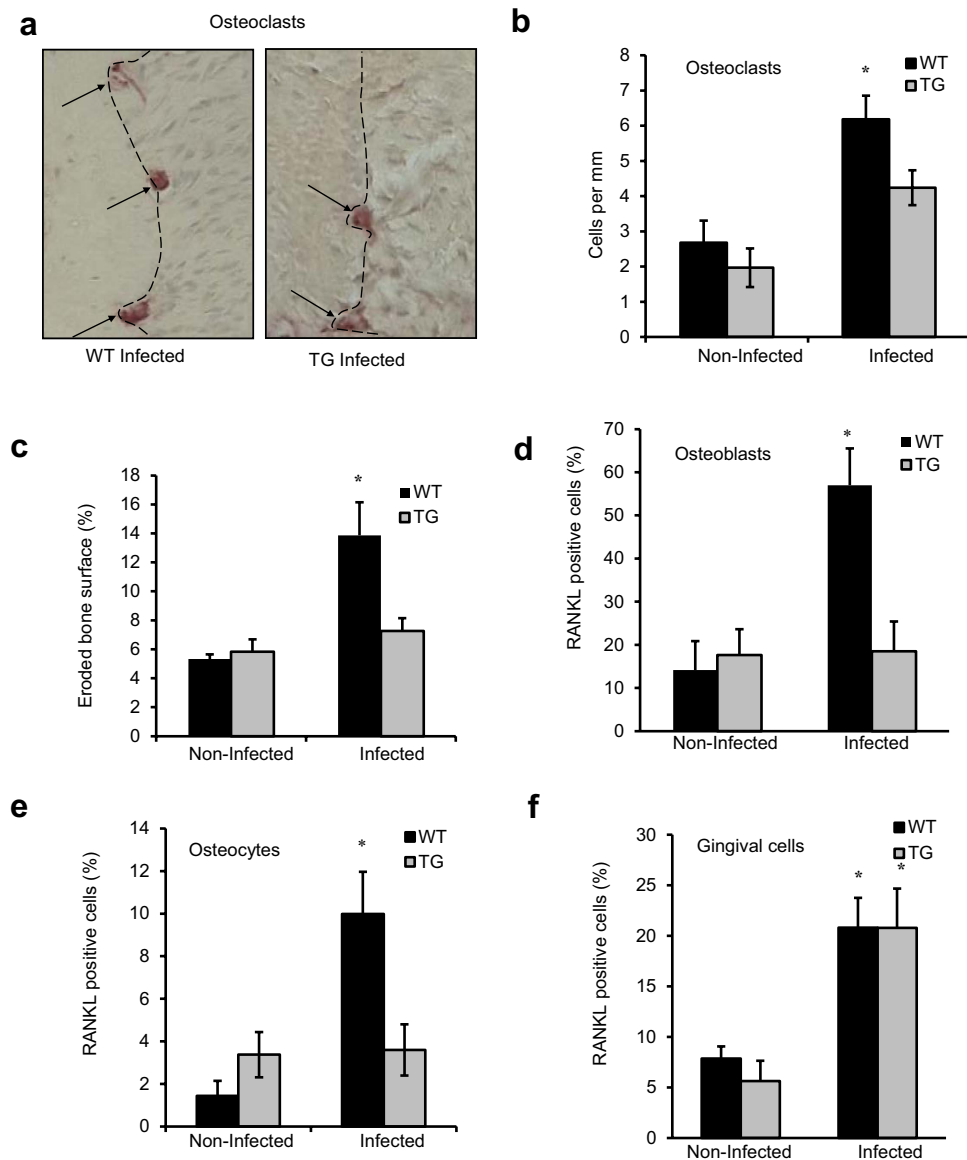 a
Osteoclasts
WT Infected
TG Infected
b
Osteoclasts
*
WT
TG
Cells per mm
8
7
6
5
4
3
2
1
0
Non-Infected
Infected
c
*
WT
TG
Eroded bone surface (%)
18
16
14
12
10
8
6
4
2
0
Non-Infected
Infected
d
Osteoblasts
*
WT
TG
RANKL positive cells (%)
70
60
50
40
30
20
10
0
Non-Infected
Infected
e
Osteocytes
*
WT
TG
RANKL positive cells (%)
14
12
10
8
6
4
2
0
Non-Infected
Infected
f
Gingival cells
WT
TG
* *
RANKL positive cells (%)
30
25
20
15
10
5
0
Non-Infected
Infected